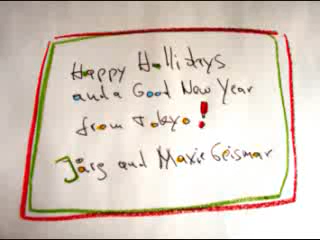 Happy Hollidays
and a Good New Year
from Tokyo!
Jörg and Maxie Geismar